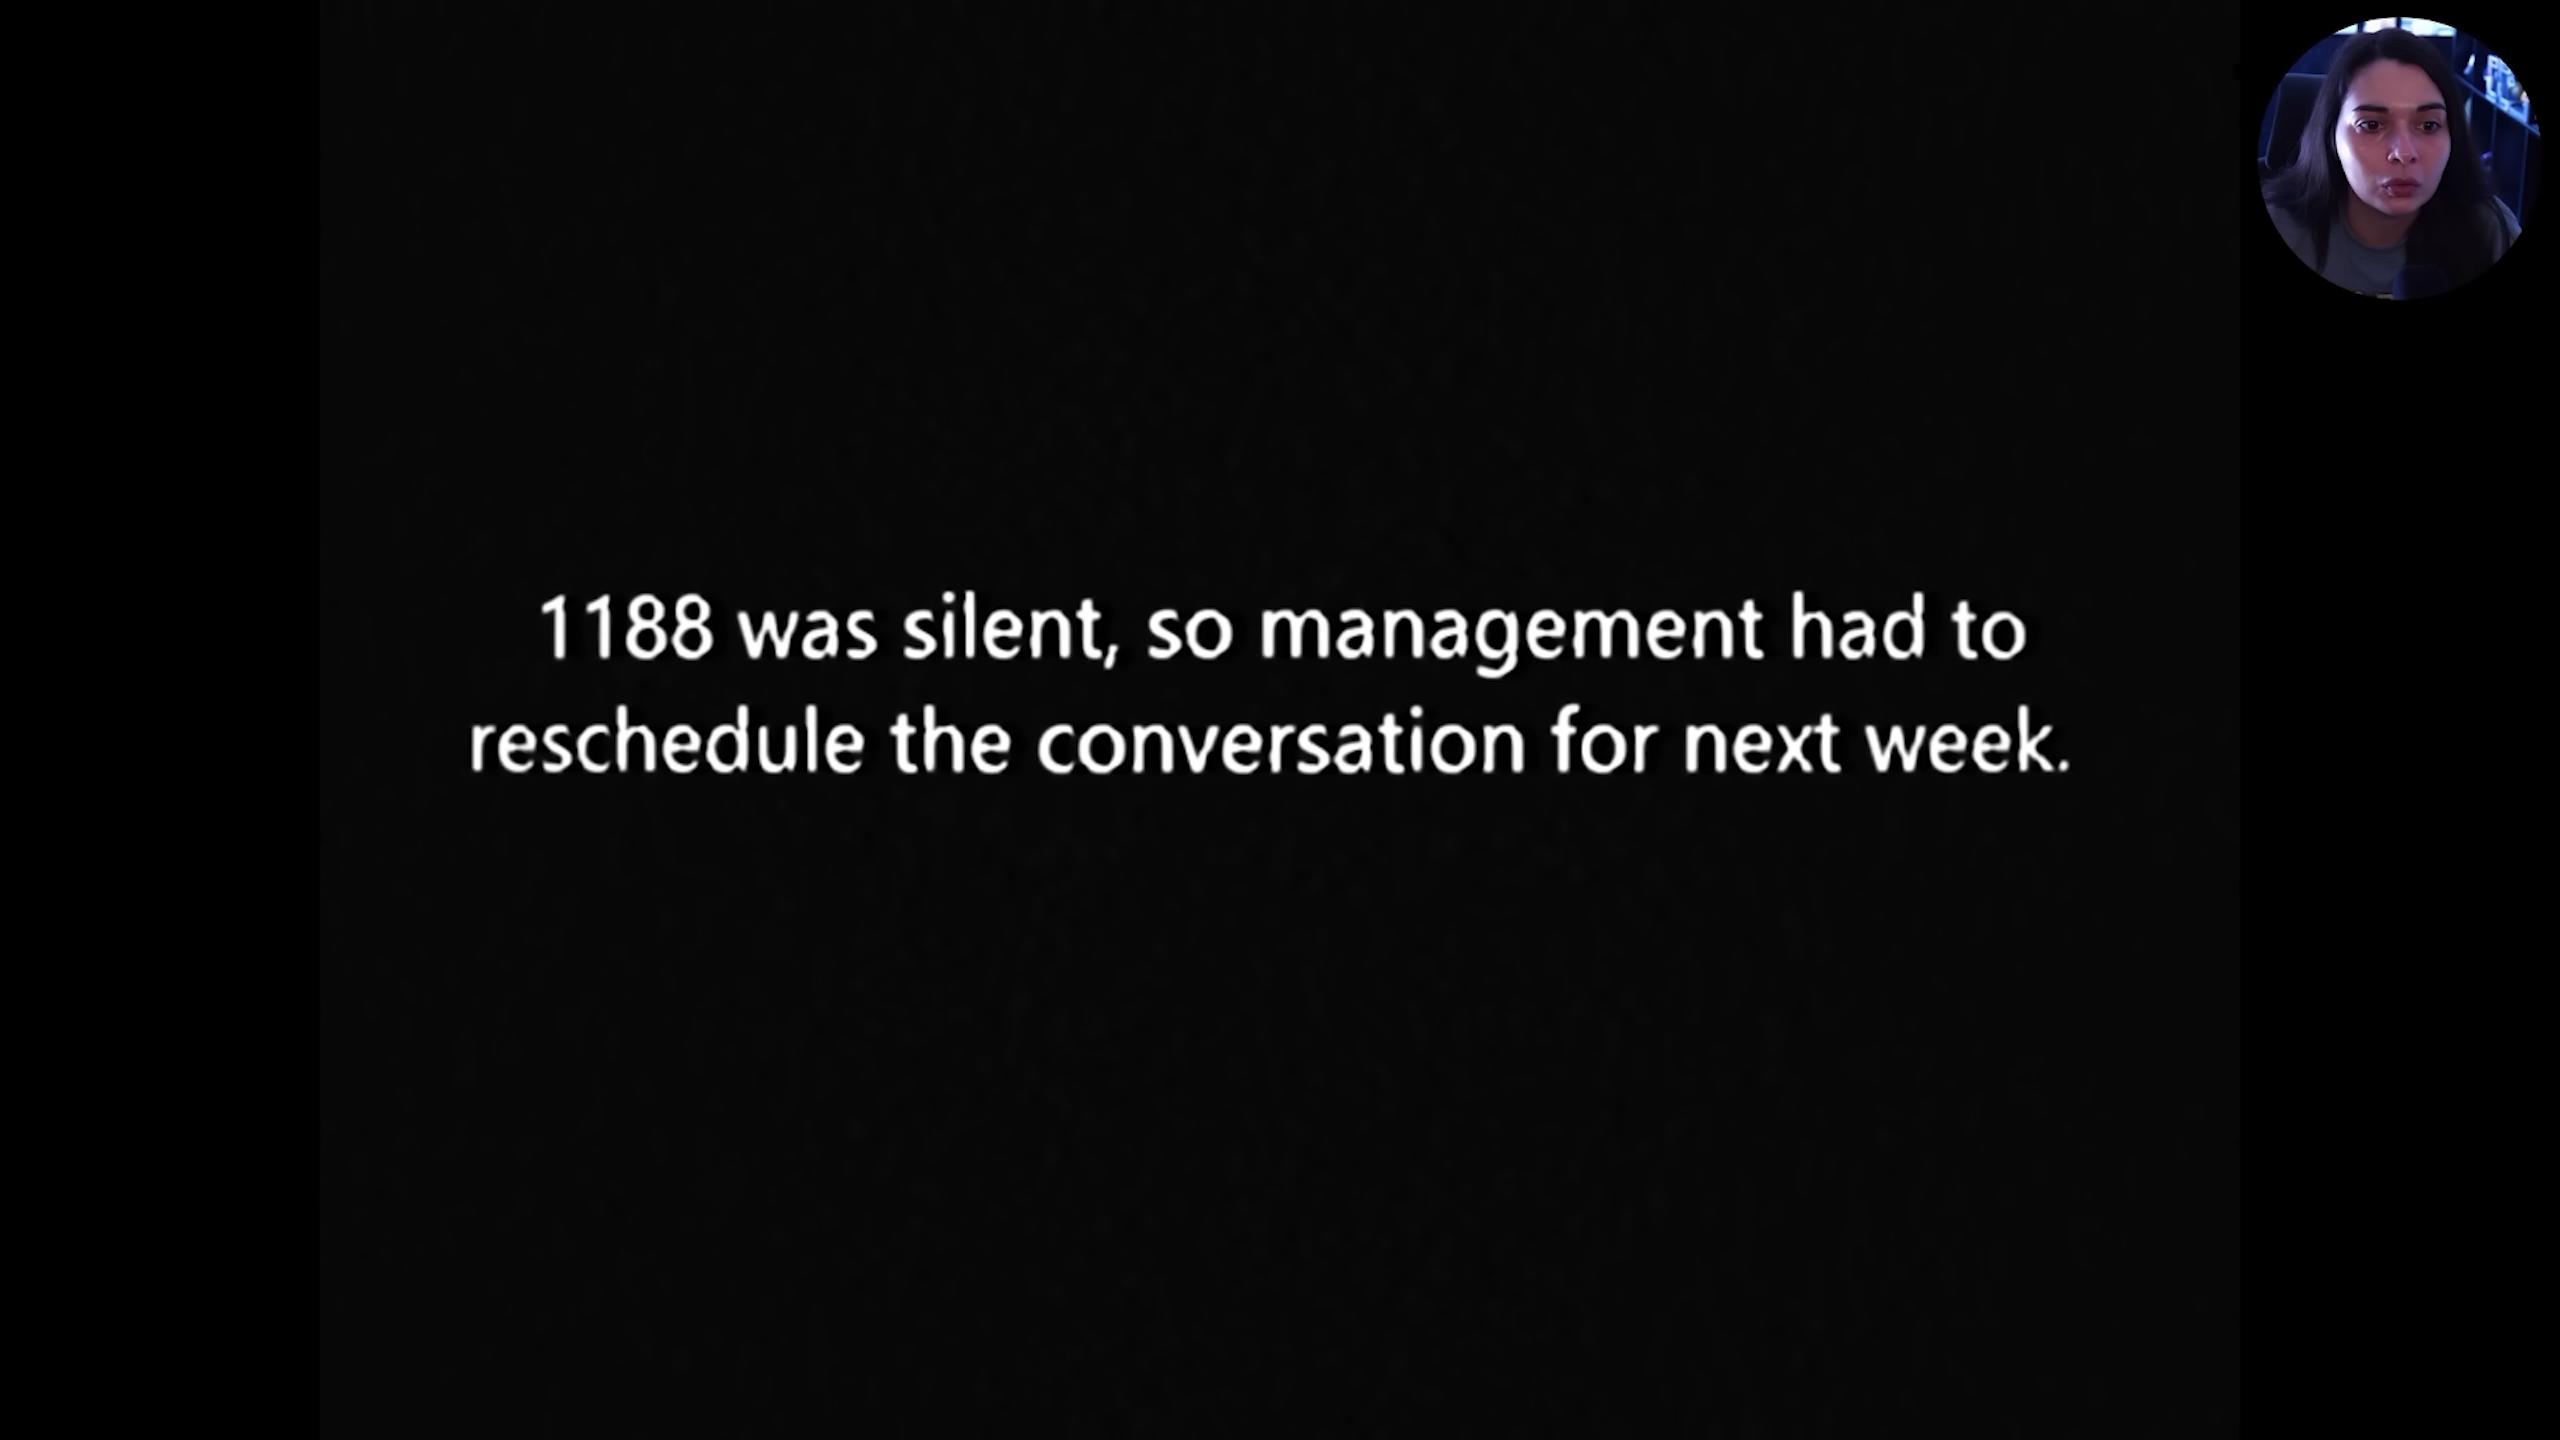 1188 was silent, so management had to
reschedule the conversation for next week.